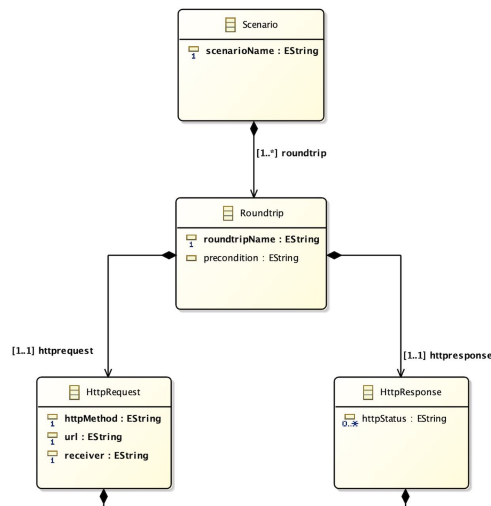 Scenario
1 scenarioName : EString
[1..*] roundtrip
Roundtrip
1 roundtripName : EString
precondition : EString
[1..1] httprequest
[1..1] httpresponse
HttpRequest
1 httpMethod : EString
1 url : EString
1 receiver : EString
HttpResponse
0..* httpStatus : EString